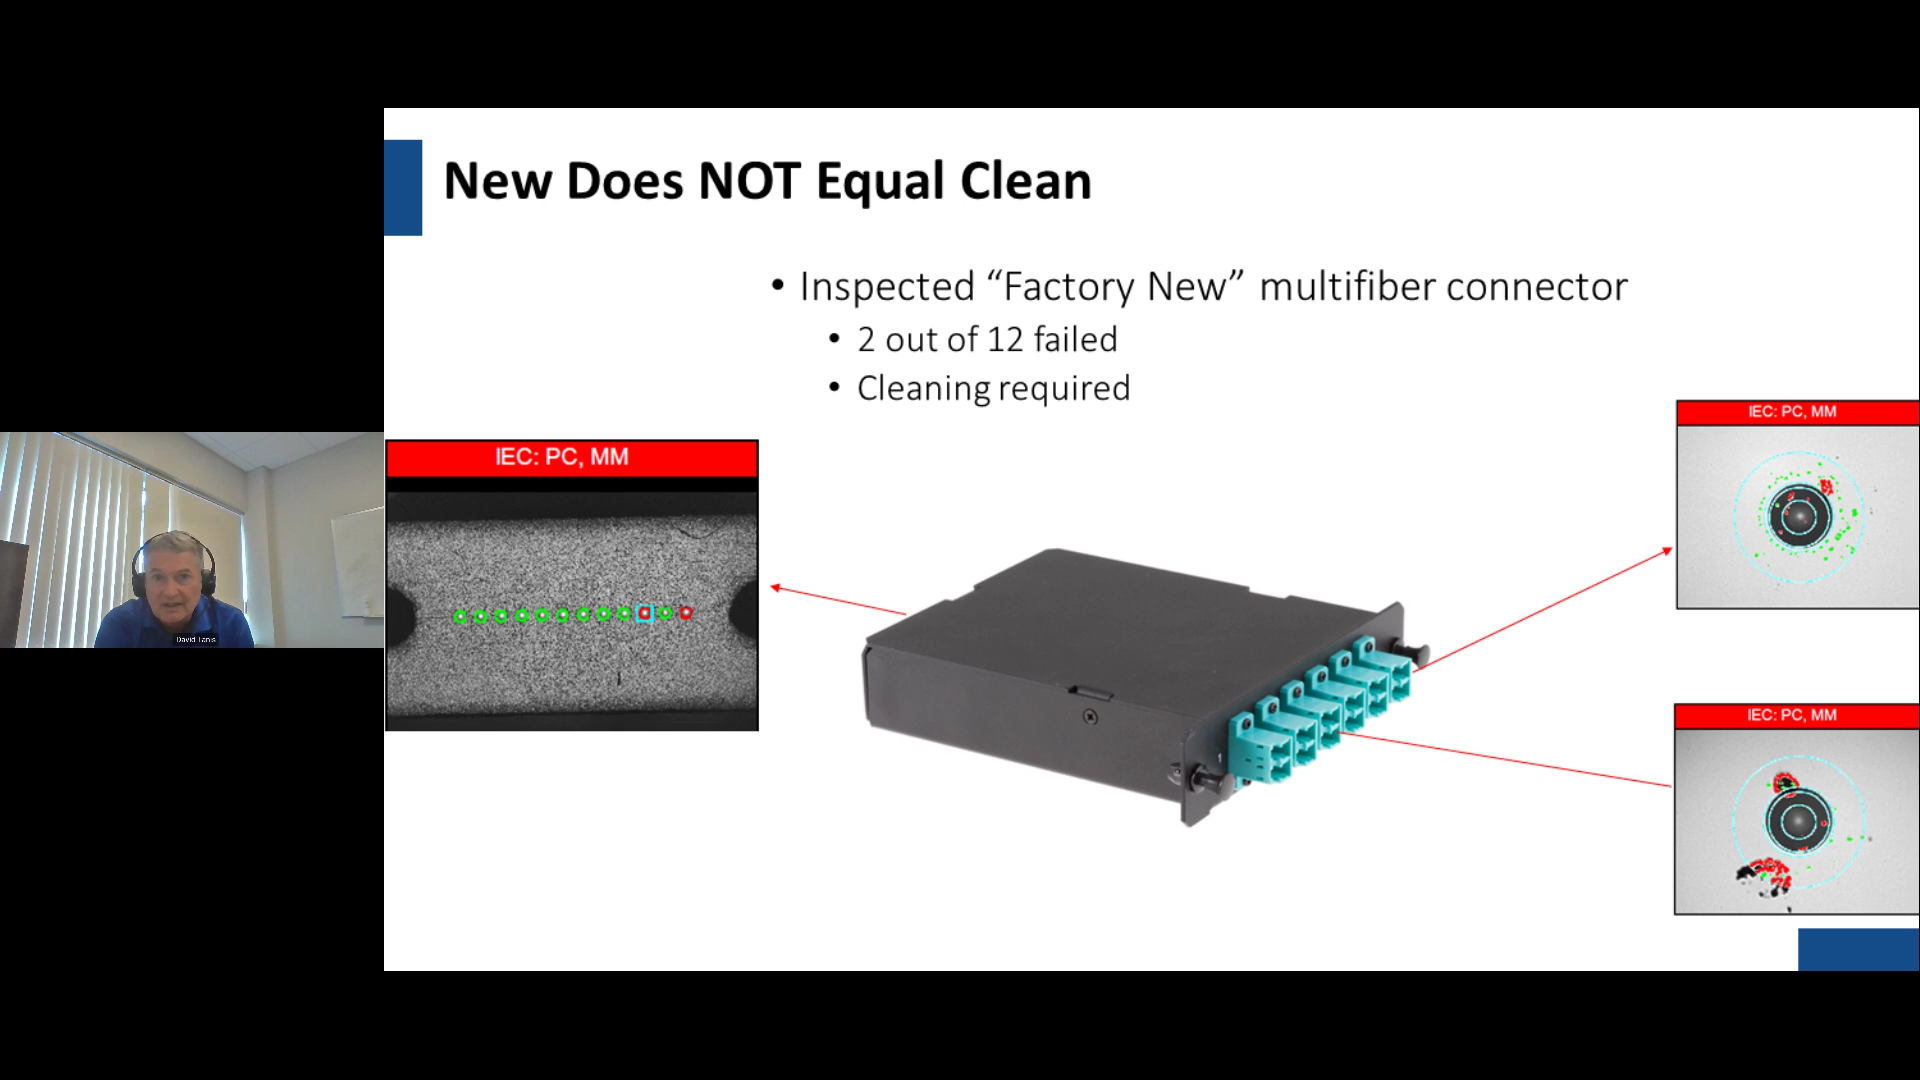 New Does NOT Equal Clean
• Inspected “Factory New” multifiber connector
• 2 out of 12 failed
• Cleaning required
IEC: PC, MM
IEC: PC, MM
IEC: PC, MM
David Tanis